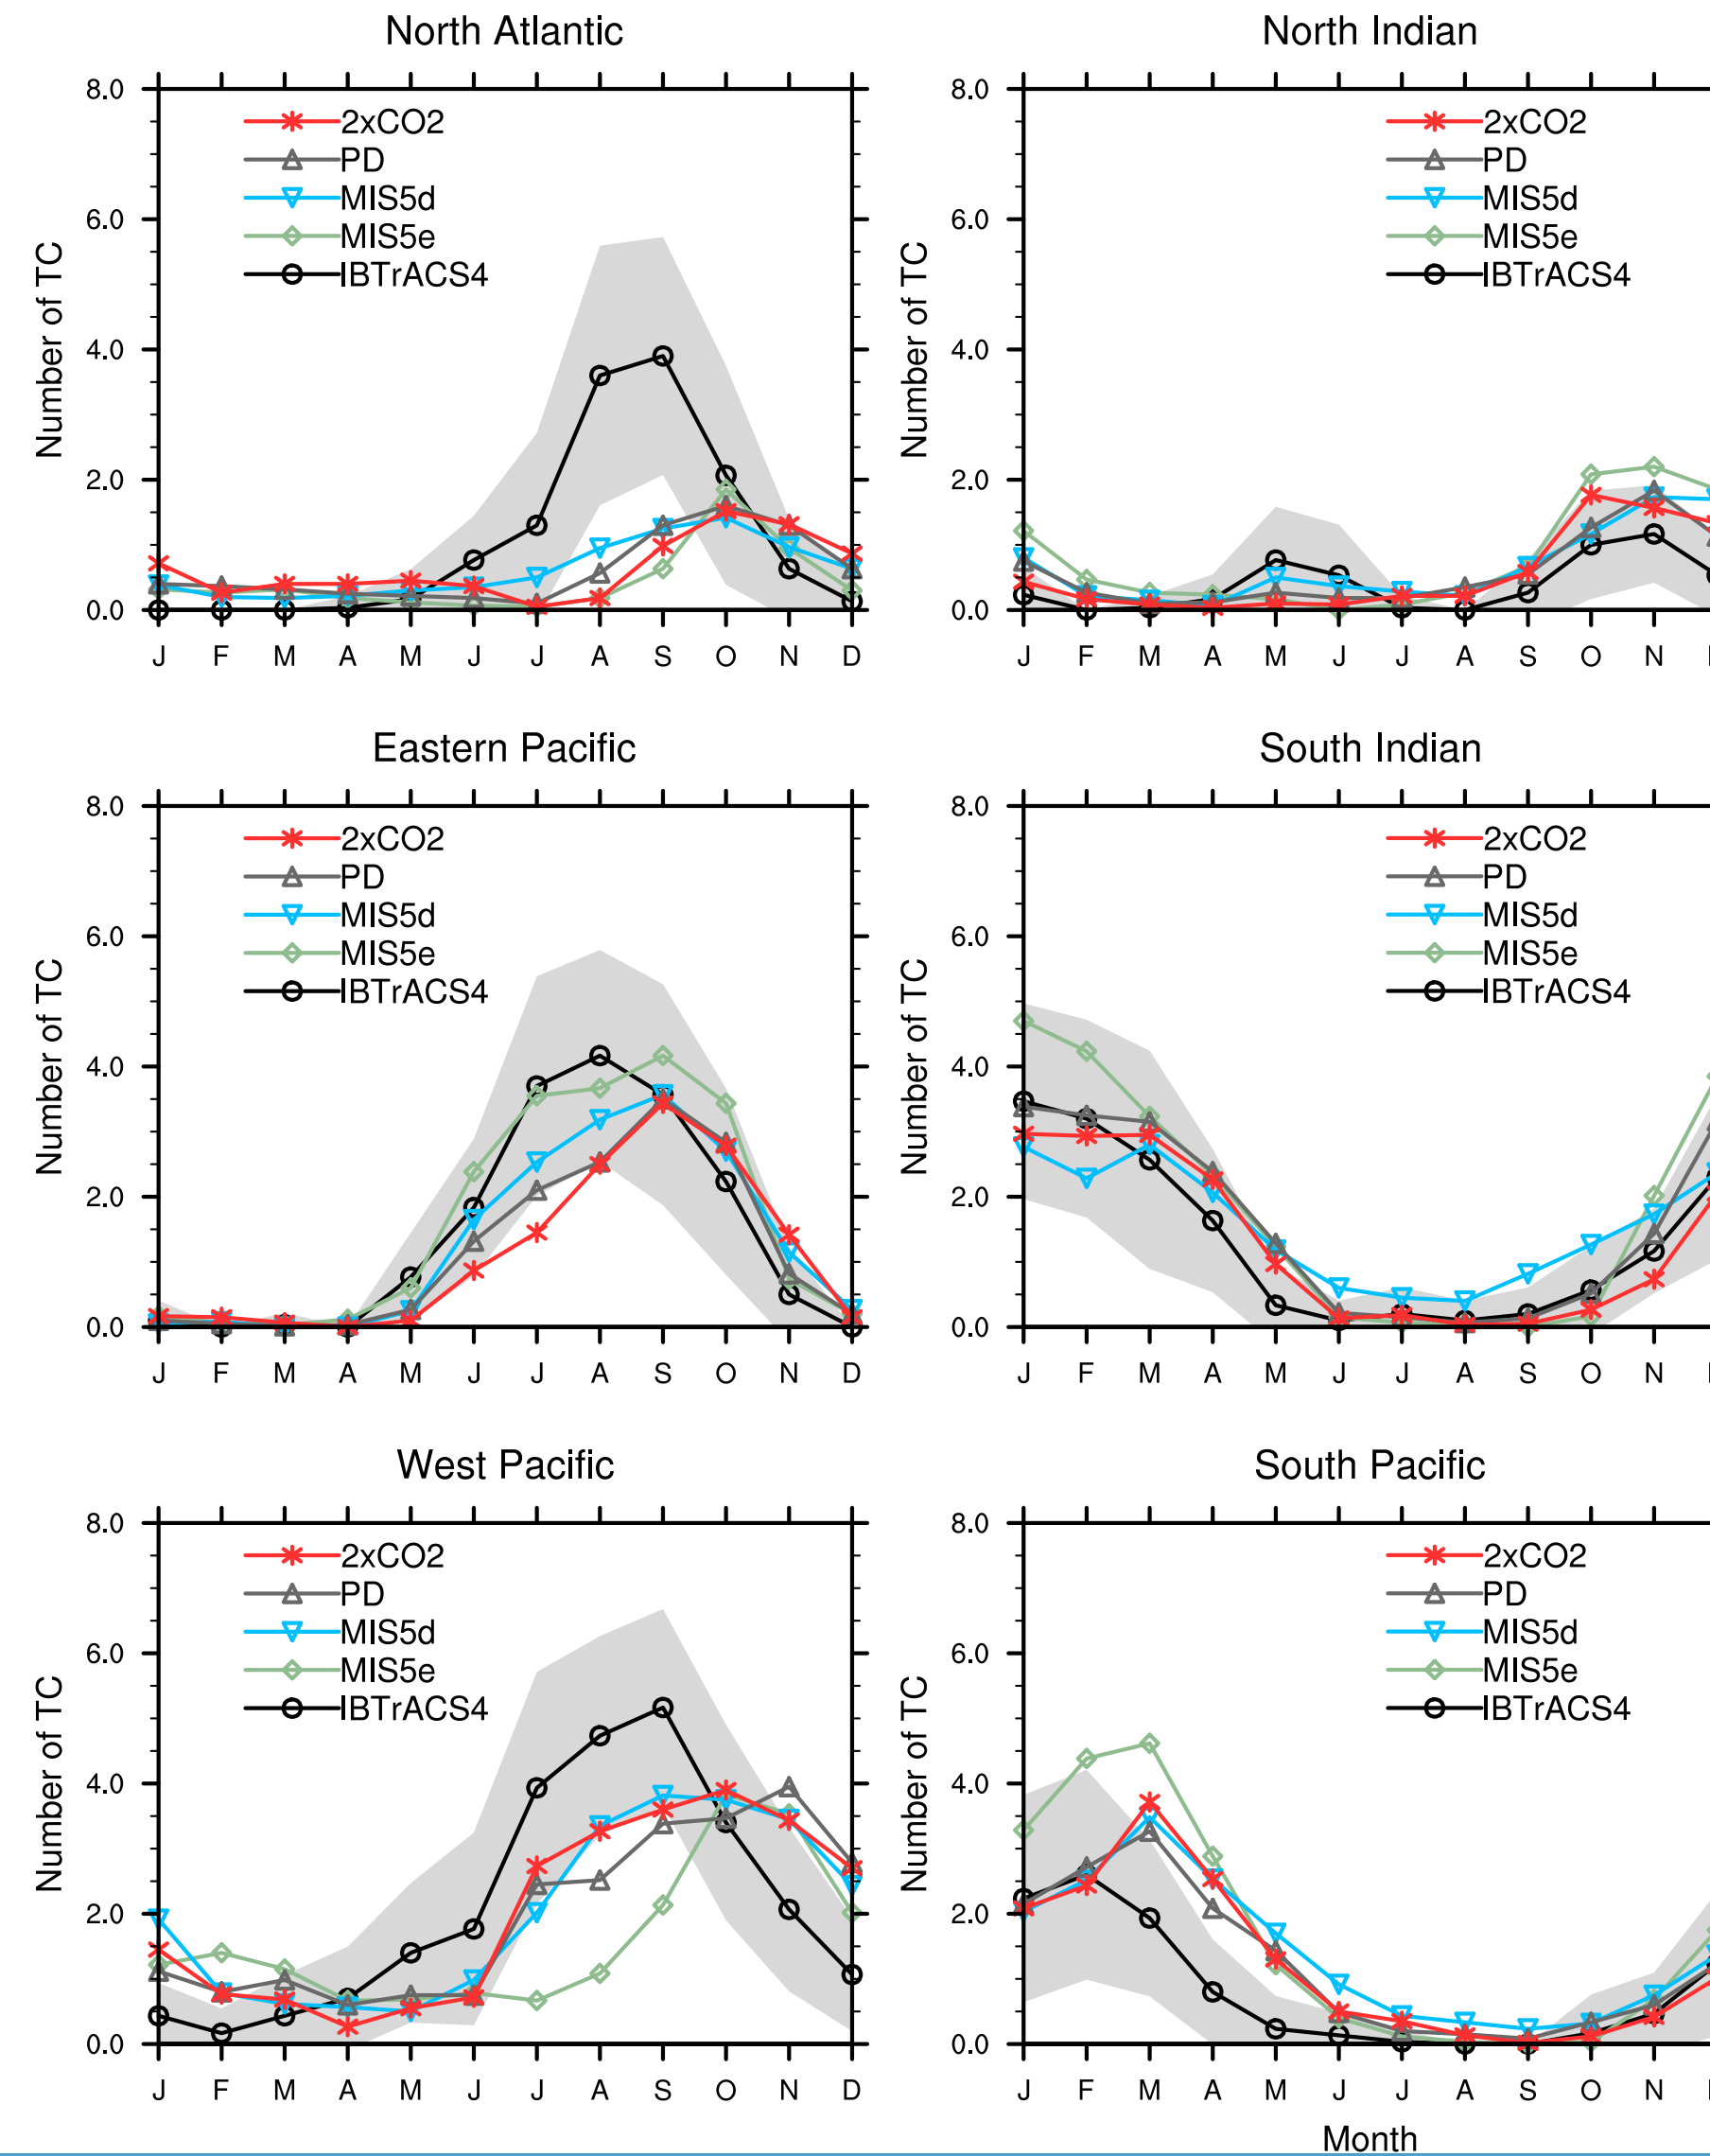 North Atlantic
8.0
6.0
4.0
2.0
0.0
Number of TC
2xCO2
PD
MIS5d
MIS5e
IBTrACS4
J F M A M J J A S O N D
North Indian
8.0
6.0
4.0
2.0
0.0
Number of TC
2xCO2
PD
MIS5d
MIS5e
IBTrACS4
J F M A M J J A S O N
Eastern Pacific
8.0
6.0
4.0
2.0
0.0
Number of TC
2xCO2
PD
MIS5d
MIS5e
IBTrACS4
J F M A M J J A S O N D
South Indian
8.0
6.0
4.0
2.0
0.0
Number of TC
2xCO2
PD
MIS5d
MIS5e
IBTrACS4
J F M A M J J A S O N
West Pacific
8.0
6.0
4.0
2.0
0.0
Number of TC
2xCO2
PD
MIS5d
MIS5e
IBTrACS4
J F M A M J J A S O N D
South Pacific
8.0
6.0
4.0
2.0
0.0
Number of TC
2xCO2
PD
MIS5d
MIS5e
IBTrACS4
J F M A M J J A S O N
Month